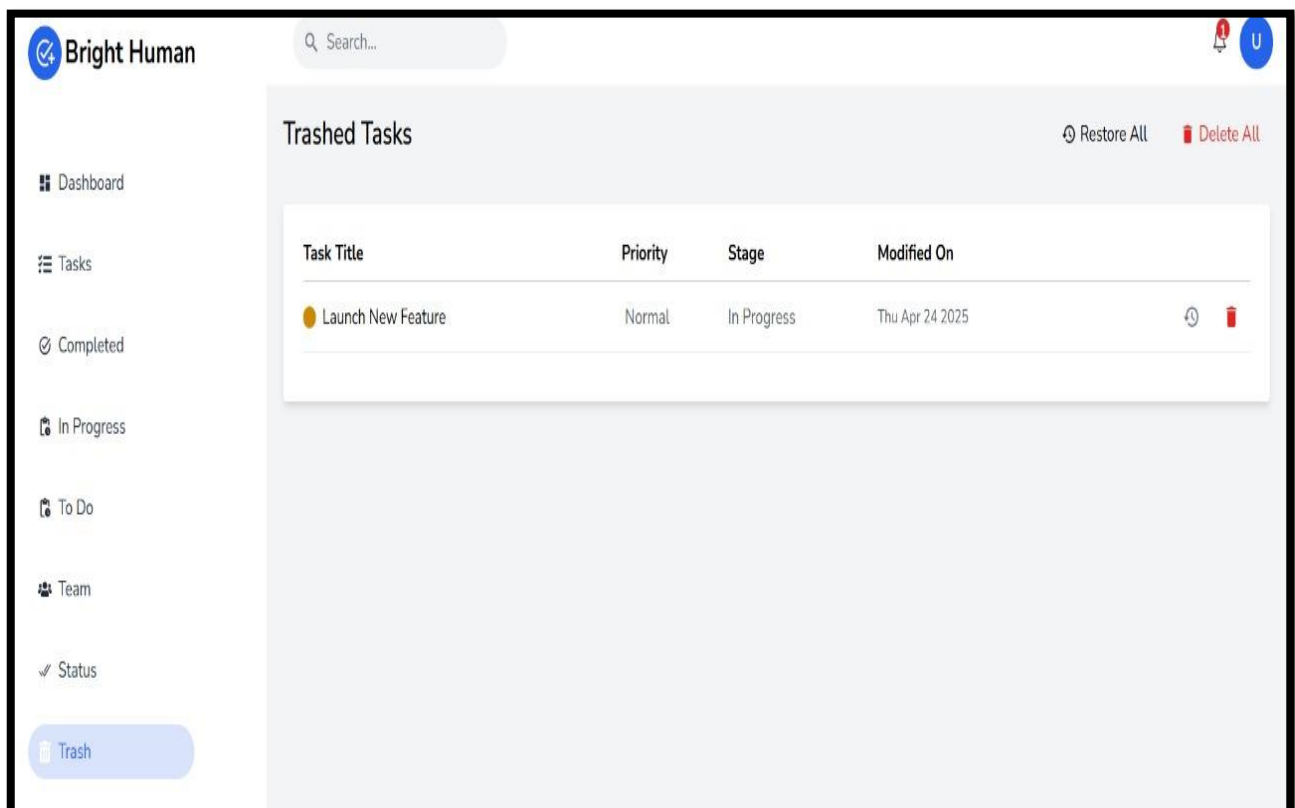 Bright Human
Search...
1
U
Trashed Tasks
Restore All
Delete All
Dashboard
Tasks
Completed
In Progress
To Do
Team
Status
Trash
Task Title Priority Stage Modified On
Launch New Feature Normal In Progress Thu Apr 24 2025